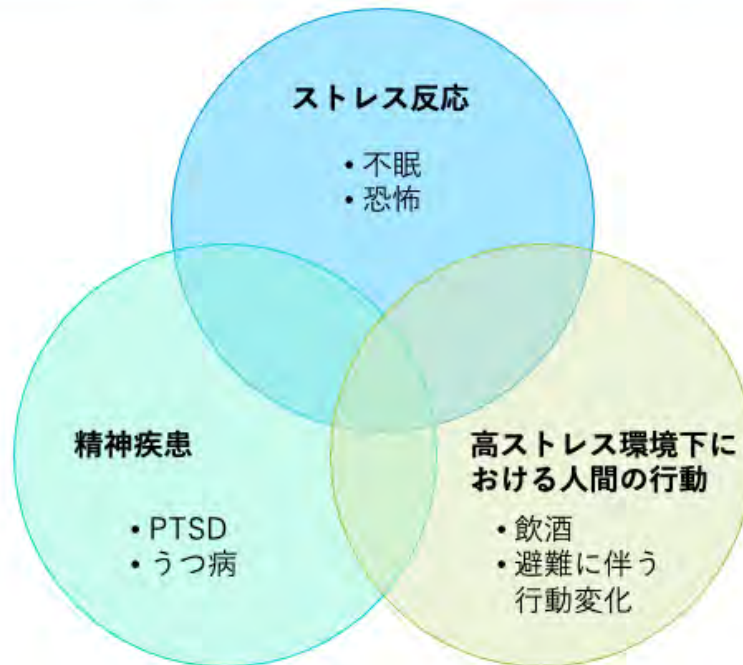 ストレス反応
• 不眠
• 恐怖
精神疾患
• PTSD
• うつ病
高ストレス環境下に
おける人間の行動
• 飲酒
• 避難に伴う
行動変化